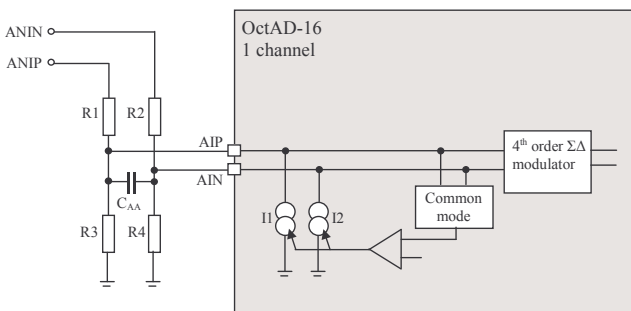 OctAD-16
1 channel
ANIN
ANIP
R1
R2
AIP
AIN
4th order ΣΔ
modulator
Common
mode
CAA
I1
I2
R3
R4